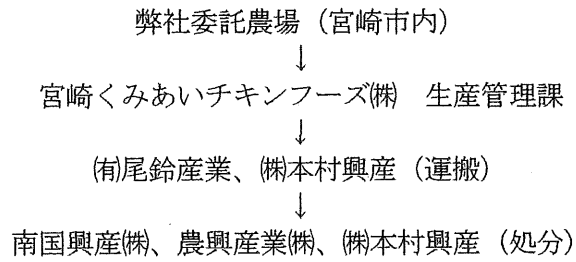 弊社委託農場（宮崎市内）
↓
宮崎くみあいチキンフーズ㈱　生産管理課
↓
㈲尾鈴産業、㈱本村興産（運搬）
↓
南国興産㈱、農興産業㈱、㈱本村興産（処分）